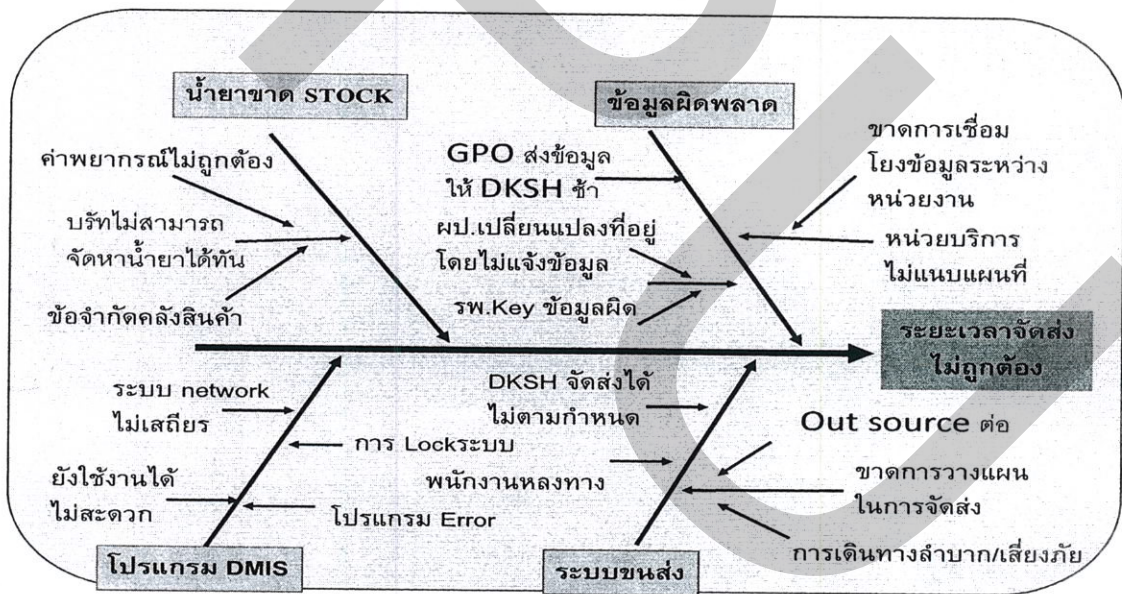 น้ำยาขาด STOCK
ข้อมูลผิดพลาด
ค่าพยากรณ์ไม่ถูกต้อง
บรัทไม่สามารถ
จัดหาน้ำยาได้ทัน
ข้อจำกัดคลังสินค้า
GPO ส่งข้อมูล
ให้ DKSH ช้า
ผป.เปลี่ยนแปลงที่อยู่
โดยไม่แจ้งข้อมูล
รพ.Key ข้อมูลผิด
ขาดการเชื่อม
โยงข้อมูลระหว่าง
หน่วยงาน
หน่วยบริการ
ไม่แนบแผนที่
ระยะเวลาจัดส่ง
ไม่ถูกต้อง
ระบบ network
ไม่เสถียร
การ Lockระบบ
ยังใช้งานได้
ไม่สะดวก
โปรแกรม Error
โปรแกรม DMIS
DKSH จัดส่งได้
ไม่ตามกำหนด
พนักงานหลงทาง
Out source ต่อ
ขาดการวางแผน
ในการจัดส่ง
การเดินทางลำบาก/เสี่ยงภัย
ระบบขนส่ง